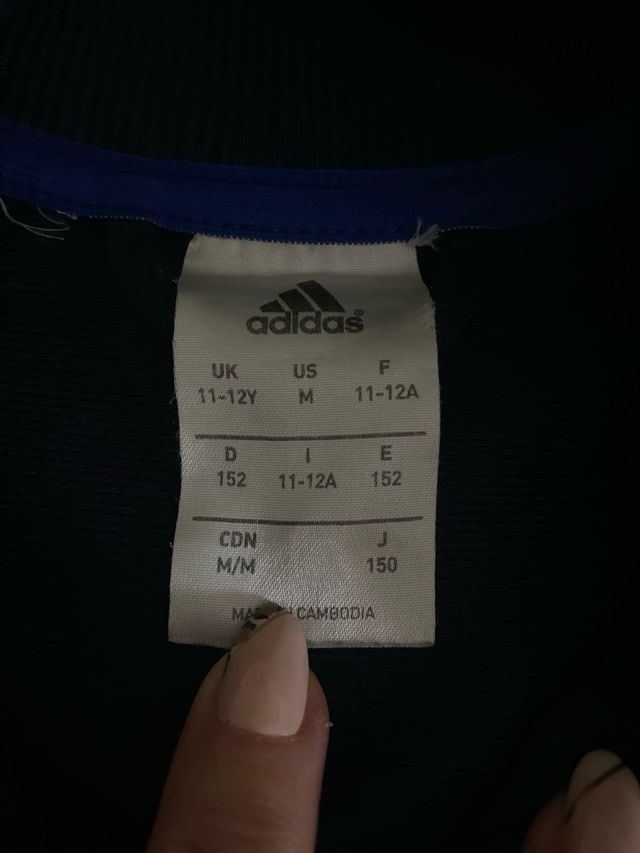 adidas®
UK US F
11-12Y M 11-12A
D I E
152 11-12A 152
CDN J
M/M 150
CAMBODIA